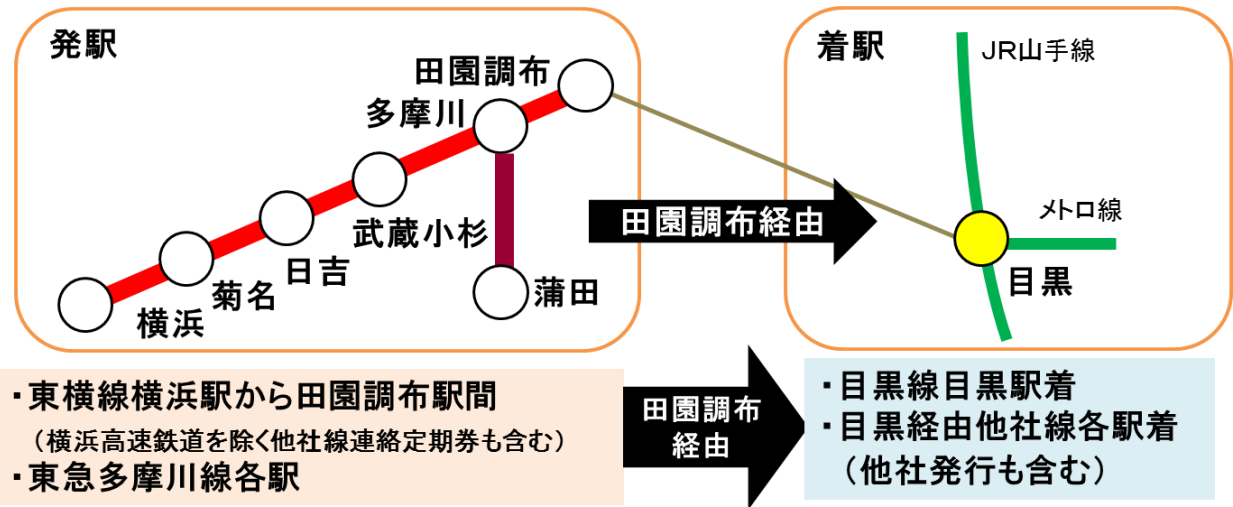 発駅
田園調布
多摩川
武蔵小杉
日吉
菊名
横浜
蒲田
田園調布経由
着駅
JR山手線
メトロ線
目黒
・東横線横浜駅から田園調布駅間
（横浜高速鉄道を除く他社線連絡定期券も含む）
・東急多摩川線各駅
田園調布
経由
・目黒線目黒駅着
・目黒経由他社線各駅着
（他社発行も含む）